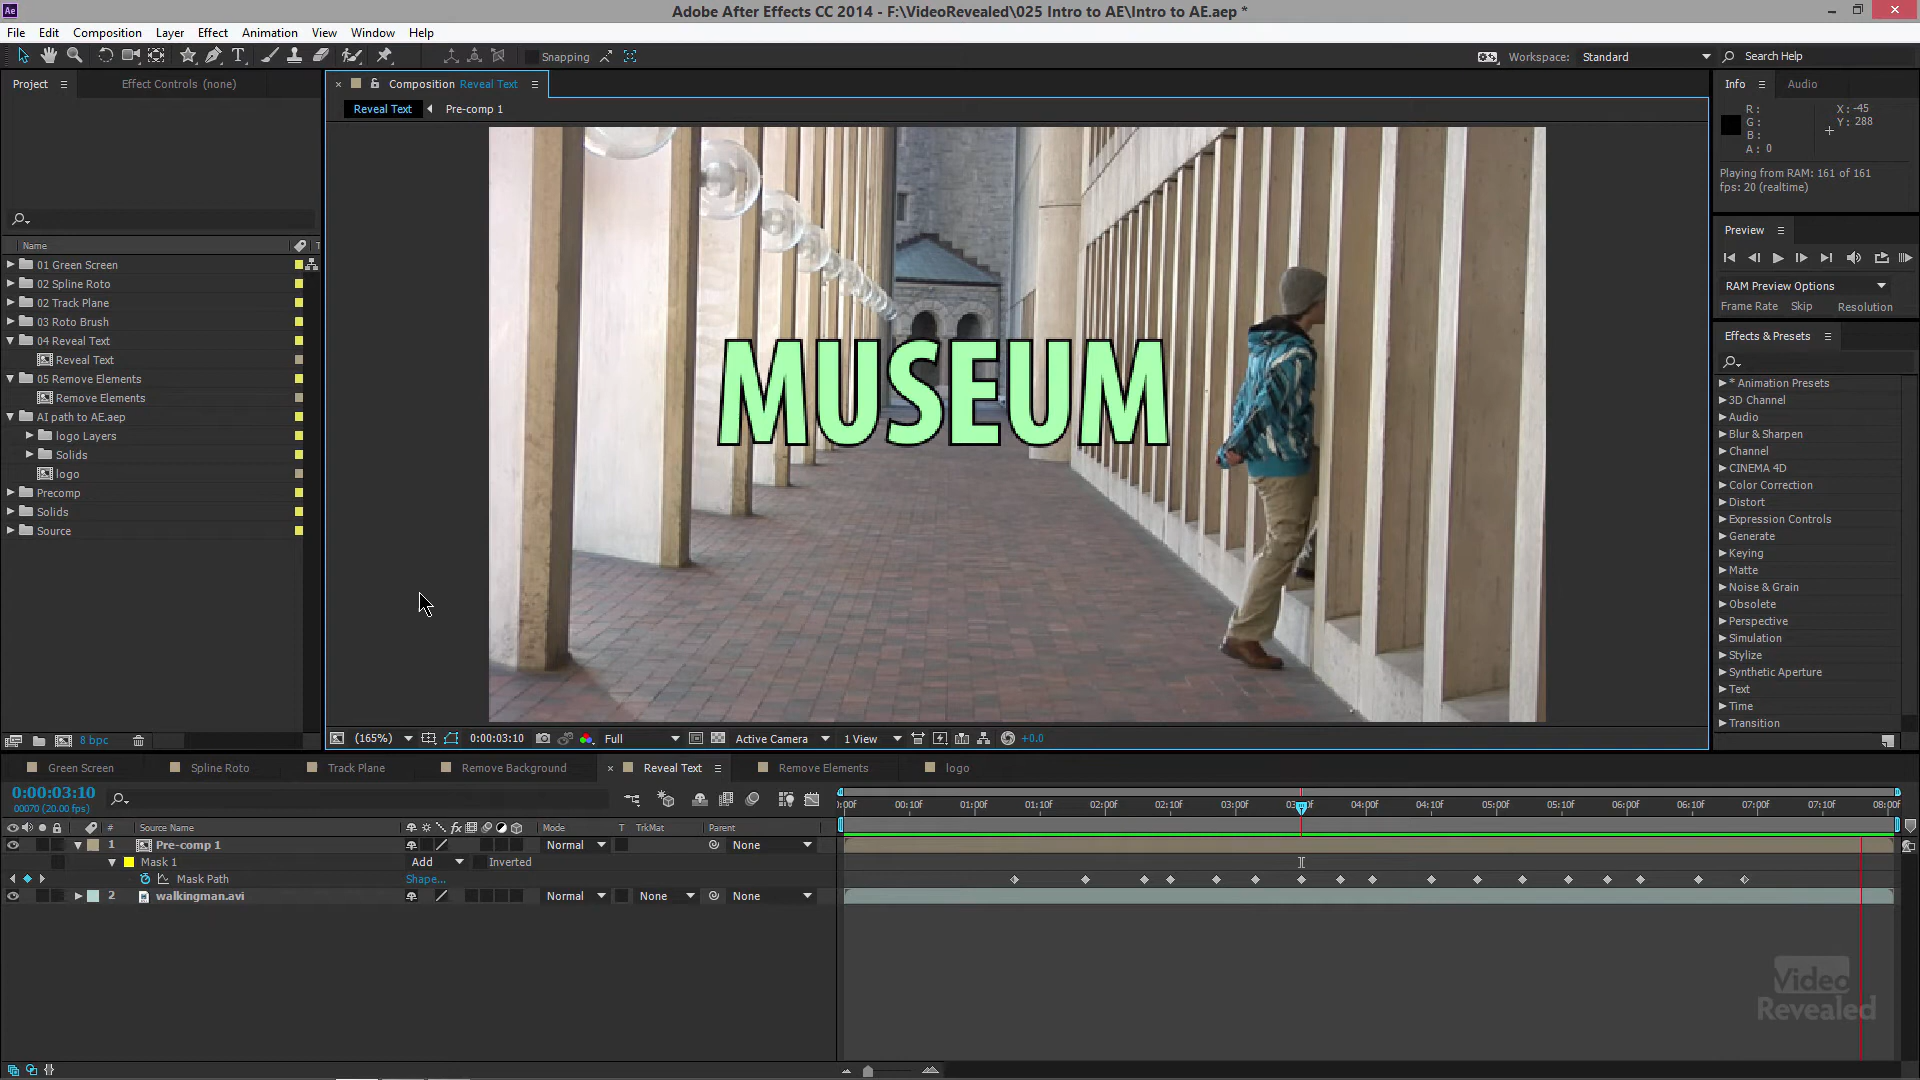 Ae
Adobe After Effects CC 2014 - F:\VideoRevealed\025 Intro to AE\Intro to AE.aep *
File Edit Composition Layer Effect Animation View Window Help
Snapping Workspace: Standard Search Help
Project Effect Controls (none)
Composition Reveal Text
Reveal Text Pre-comp 1
Name T
01 Green Screen
02 Spline Roto
02 Track Plane
03 Roto Brush
04 Reveal Text
Reveal Text
05 Remove Elements
Remove Elements
AI path to AE.aep
logo Layers
Solids
logo
Precomp
Solids
Source
8 bpc
MUSEUM
(165%) 0:00:03:10 Full Active Camera 1 View +0.0
Info Audio
R: X: -45
G: Y: 288
B:
A: 0
Playing from RAM: 161 of 161
fps: 20 (realtime)
Preview
RAM Preview Options
Frame Rate Skip Resolution
Effects & Presets
* Animation Presets
3D Channel
Audio
Blur & Sharpen
Channel
CINEMA 4D
Color Correction
Distort
Expression Controls
Generate
Keying
Matte
Noise & Grain
Obsolete
Perspective
Simulation
Stylize
Synthetic Aperture
Text
Time
Transition
Green Screen Spline Roto Track Plane Remove Background Reveal Text Remove Elements logo
0:00:03:10
00070 (20.00 fps)
:00f 00:10f 01:00f 01:10f 02:00f 02:10f 03:00f 04:00f 04:10f 05:00f 05:10f 06:00f 06:10f 07:00f 07:10f 08:00f
# Source Name fx Mode T TrkMat Parent
1 Pre-comp 1 Normal None
Mask 1 Add Inverted
Mask Path Shape...
2 walkingman.avi Normal None None
Video
Revealed